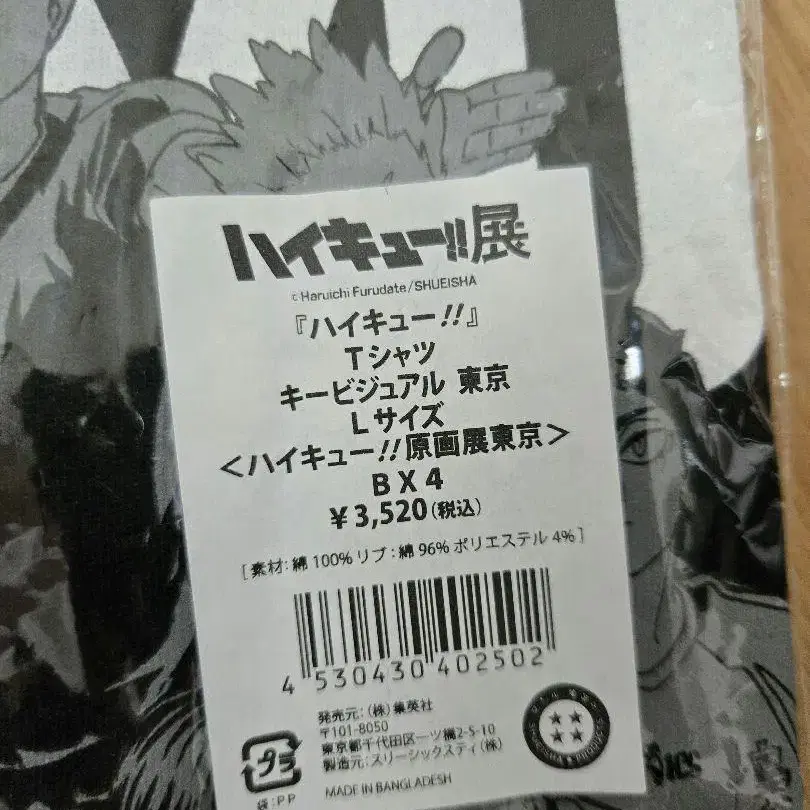 ハイキュー!!展
©Haruichi Furudate/SHUEISHA
『ハイキュー!!』
Tシャツ
キービジュアル 東京
Lサイズ
<ハイキュー!!原画展東京>
BX4
¥3,520(税込)
[素材:綿100% リブ:綿96% ポリエステル4%]
4 530430 402502
発売元:(株)集英社
〒101-8050
東京都千代田区一ツ橋2-5-10
製造元:スリーシックスティ(株)
MADE IN BANGLADESH
プラ
袋:PP